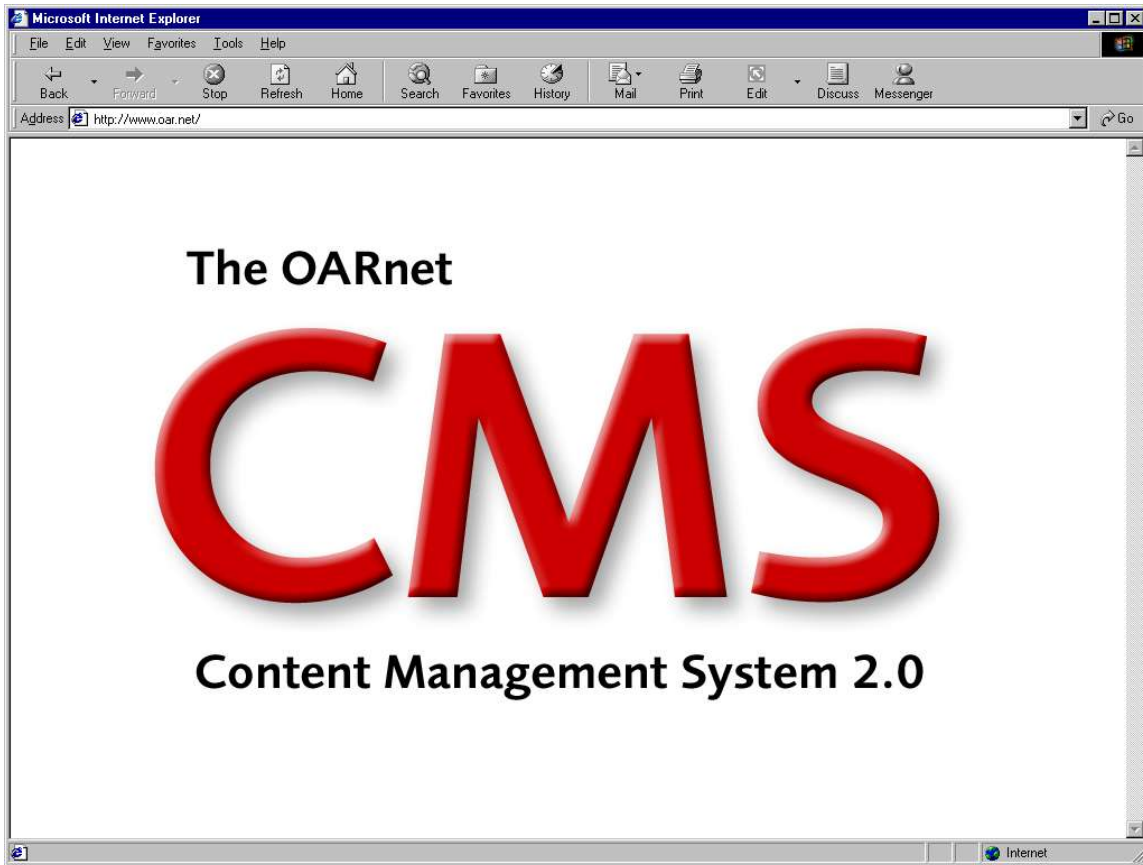 Microsoft Internet Explorer
File Edit View Favorites Tools Help
Back Forward Stop Refresh Home Search Favorites History Mail Print Edit Discuss Messenger
Address http://www.oar.net/ Go
The OARnet
CMS
Content Management System 2.0
Internet